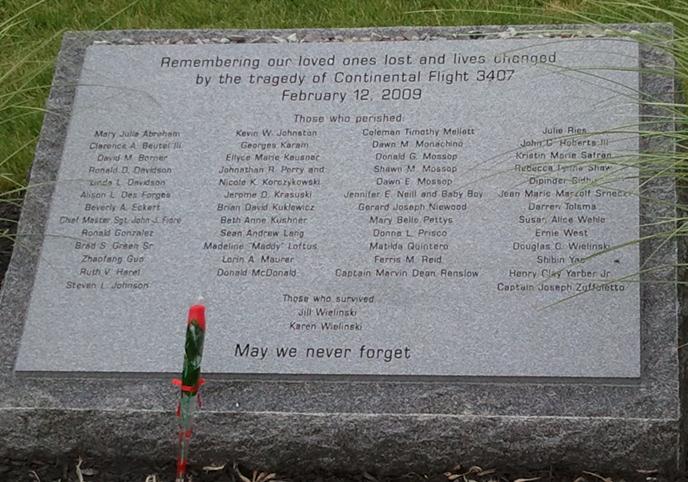 Remembering our loved ones lost and lives changed
by the tragedy of Continental Flight 3407
February 12, 2009
Those who perished:
Mary Julia Abraham
Clarence A. Beutel III
David M. Borner
Ronald D. Davidson
Linda L. Davidson
Alison L. Des Forges
Beverly A. Eckert
Chief Master Sgt. John J. Fiore
Ronald Gonzalez
Brad S. Green Sr.
Zhaofang Guo
Ruth V. Harel
Steven L. Johnson
Kevin W. Johnston
Georges Karam
Ellyce Marie Kausner
Johnathan R. Perry and
Nicole K. Korczykowski
Jerome D. Krasuski
Brian David Kuklewicz
Beth Anne Kushner
Sean Andrew Lang
Madeline "Maddy" Loftus
Lorin A. Maurer
Donald McDonald
Coleman Timothy Mellett
Dawn M. Monachino
Donald G. Mossop
Shawn M. Mossop
Dawn E. Mossop
Jennifer E. Neill and Baby Boy
Gerard Joseph Niewood
Mary Belle Pettys
Donna L. Prisco
Matilda Quintero
Ferris M. Reid
Captain Marvin Dean Renslow
Julie Ries
John G. Roberts III
Kristin Marie Safran
Rebecca Lynne Shaw
Dipinder Sidhu
Jean Marie Marzolf Srnecz
Darren Tolsma
Susan Alice Wehle
Ernie West
Douglas C. Wielinski
Shibin Yao
Henry Clay Yarber Jr.
Captain Joseph Zuffoletto
Those who survived:
Jill Wielinski
Karen Wielinski
May we never forget